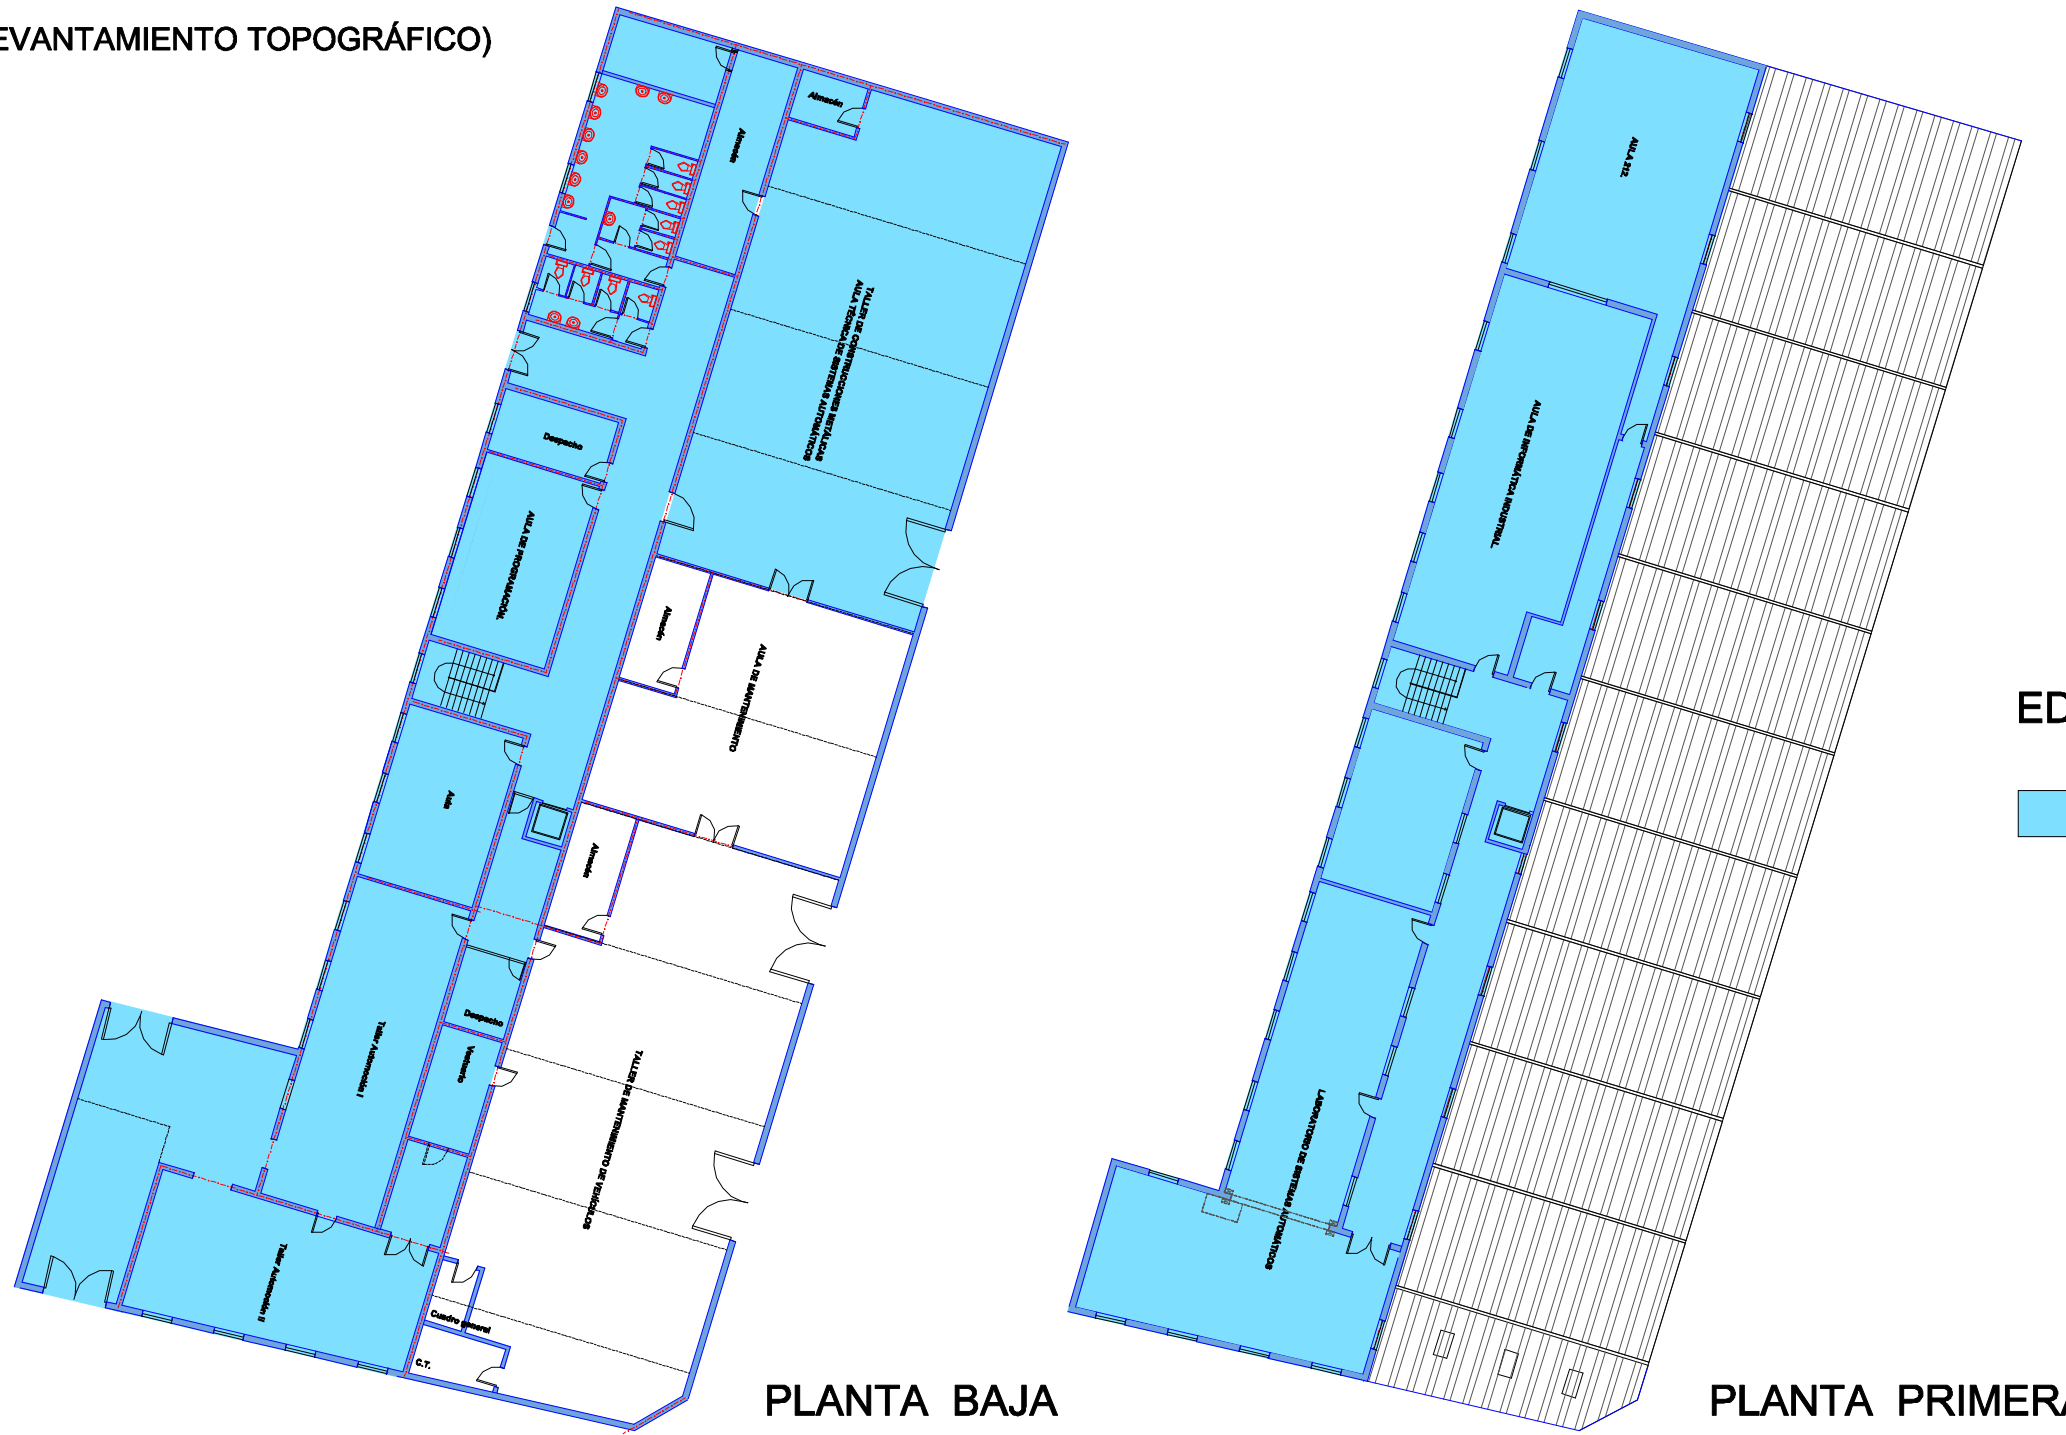 EVANTAMIENTO TOPOGRÁFICO)
Almacén
Almacén
TALLER DE CONSTRUCCIONES METÁLICAS
AULA TÉCNICA DE SISTEMAS AUTOMÁTICOS
Despacho
AULA DE PROGRAMACIÓN.
Almacén
AULA DE MANTENIMIENTO
Aula
Almacén
Despacho
Vestuario
Taller Automoción I
TALLER DE MANTENIMIENTO DE VEHÍCULOS
Taller Automoción II
Cuadro general
C.T.
PLANTA BAJA
AULA 212.
AULA DE INFORMÁTICA INDUSTRIAL.
LABORATORIO DE SISTEMAS AUTOMÁTICOS
PLANTA PRIMERA
ED